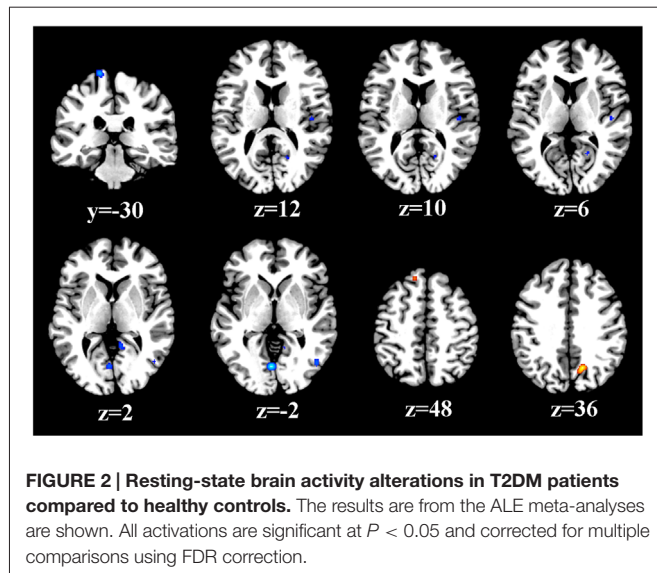 y=-30
z=12
z=10
z=6
z=2
z=-2
z=48
z=36
FIGURE 2 | Resting-state brain activity alterations in T2DM patients
compared to healthy controls. The results are from the ALE meta-analyses
are shown. All activations are significant at P < 0.05 and corrected for multiple
comparisons using FDR correction.